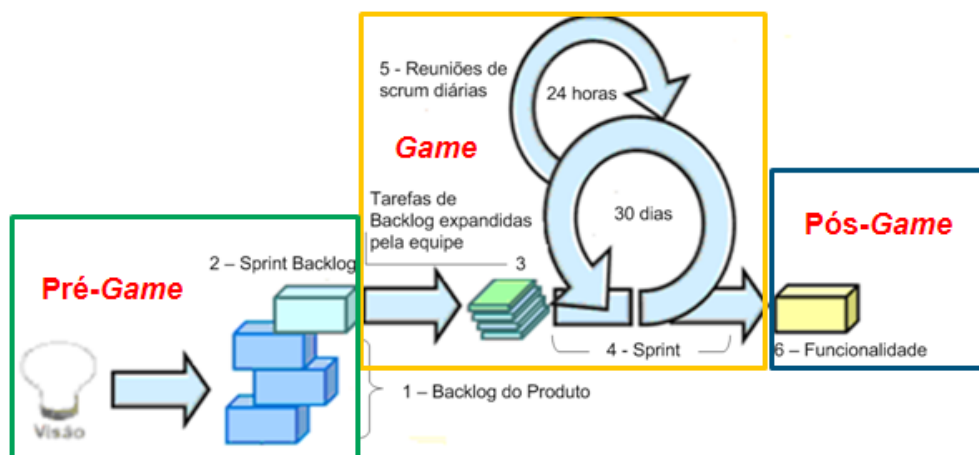 5 - Reuniões de
scrum diárias
24 horas
Game
Tarefas de
Backlog expandidas
pela equipe
30 dias
Pós-Game
2 – Sprint Backlog
3
Pré-Game
4 - Sprint
6 – Funcionalidade
1 – Backlog do Produto
Visão